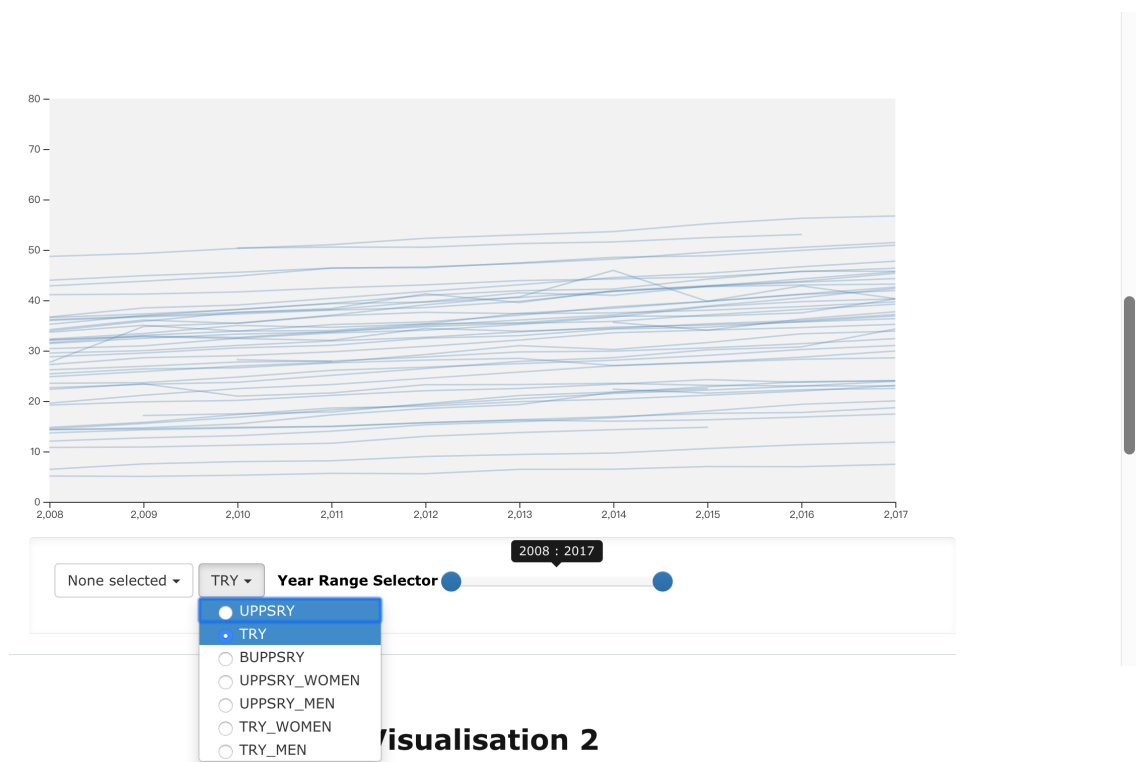 80
70
60
50
40
30
20
10
0
2,008 2,009 2,010 2,011 2,012 2,013 2,014 2,015 2,016 2,017
2008 : 2017
None selected TRY Year Range Selector
UPPSRY
TRY
BUPPSRY
UPPSRY_WOMEN
UPPSRY_MEN
TRY_WOMEN
TRY_MEN
isualisation 2